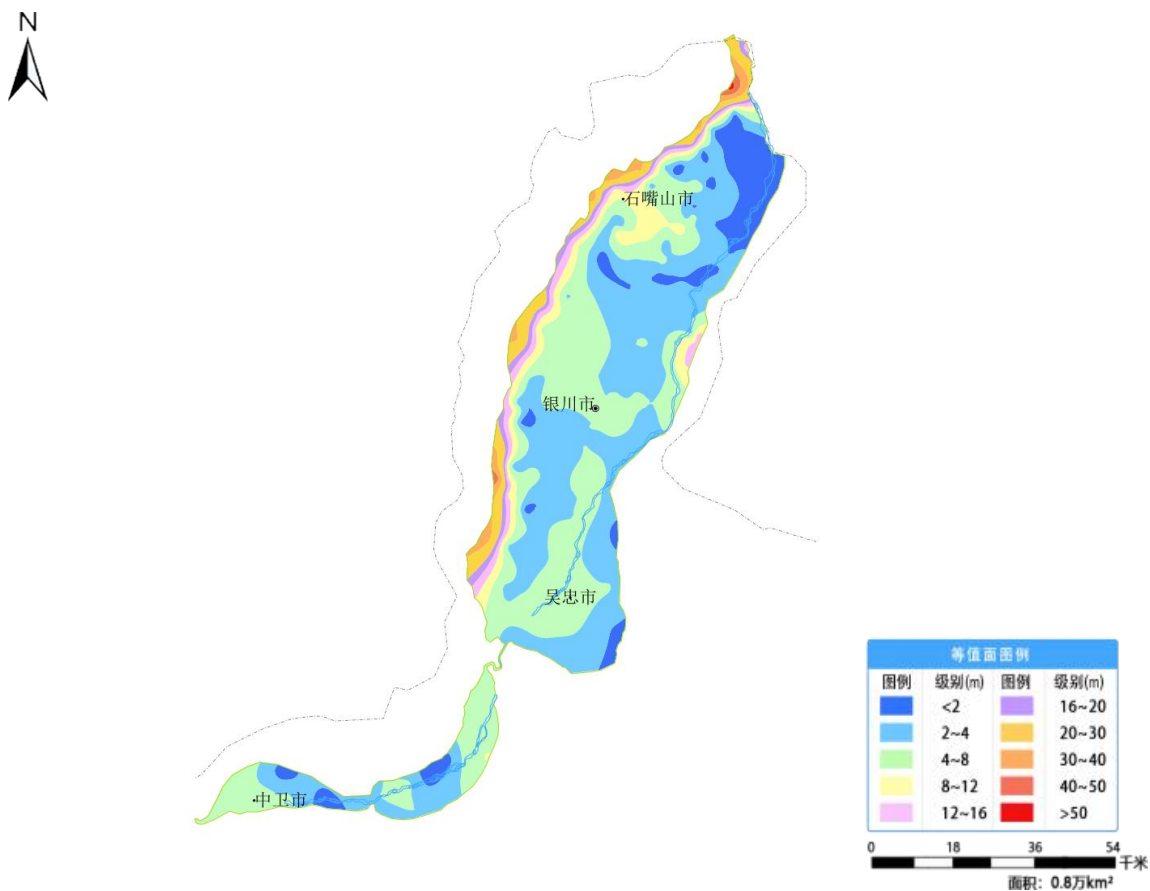 N
石嘴山市
银川市
吴忠市
中卫市
等值面图例
图例 级别(m) 图例 级别(m)
<2 16~20
2~4 20~30
4~8 30~40
8~12 40~50
12~16 >50
0 18 36 54 千米
面积：0.8万km²